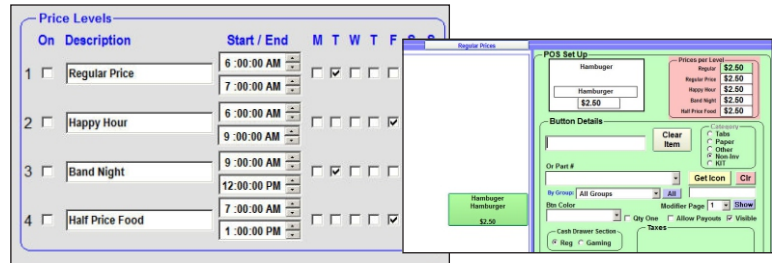 Price Levels
On Description Start / End M T W T F S S
1 Regular Price 6 :00:00 AM
7 :00:00 AM
2 Happy Hour 6 :00:00 AM
9 :00:00 AM
3 Band Night 9 :00:00 AM
12:00:00 PM
4 Half Price Food 7 :00:00 AM
1 :00:00 PM
Regular Prices
Hambuger
Hamburger
$2.50
POS Set Up
Hambuger
Hamburger
$2.50
Prices per Level
Regular $2.50
Regular Price $2.50
Happy Hour $2.50
Band Night $2.50
Half Price Food $2.50
Button Details
Clear
Item
Category
Tabs
Paper
Other
Non-Inv
KIT
Or Part #
Get Icon Clr
By Group: All Groups All
Btn Color Modifier Page 1 Show
Qty One Allow Payouts Visible
Cash Drawer Section
Reg Gaming
Taxes